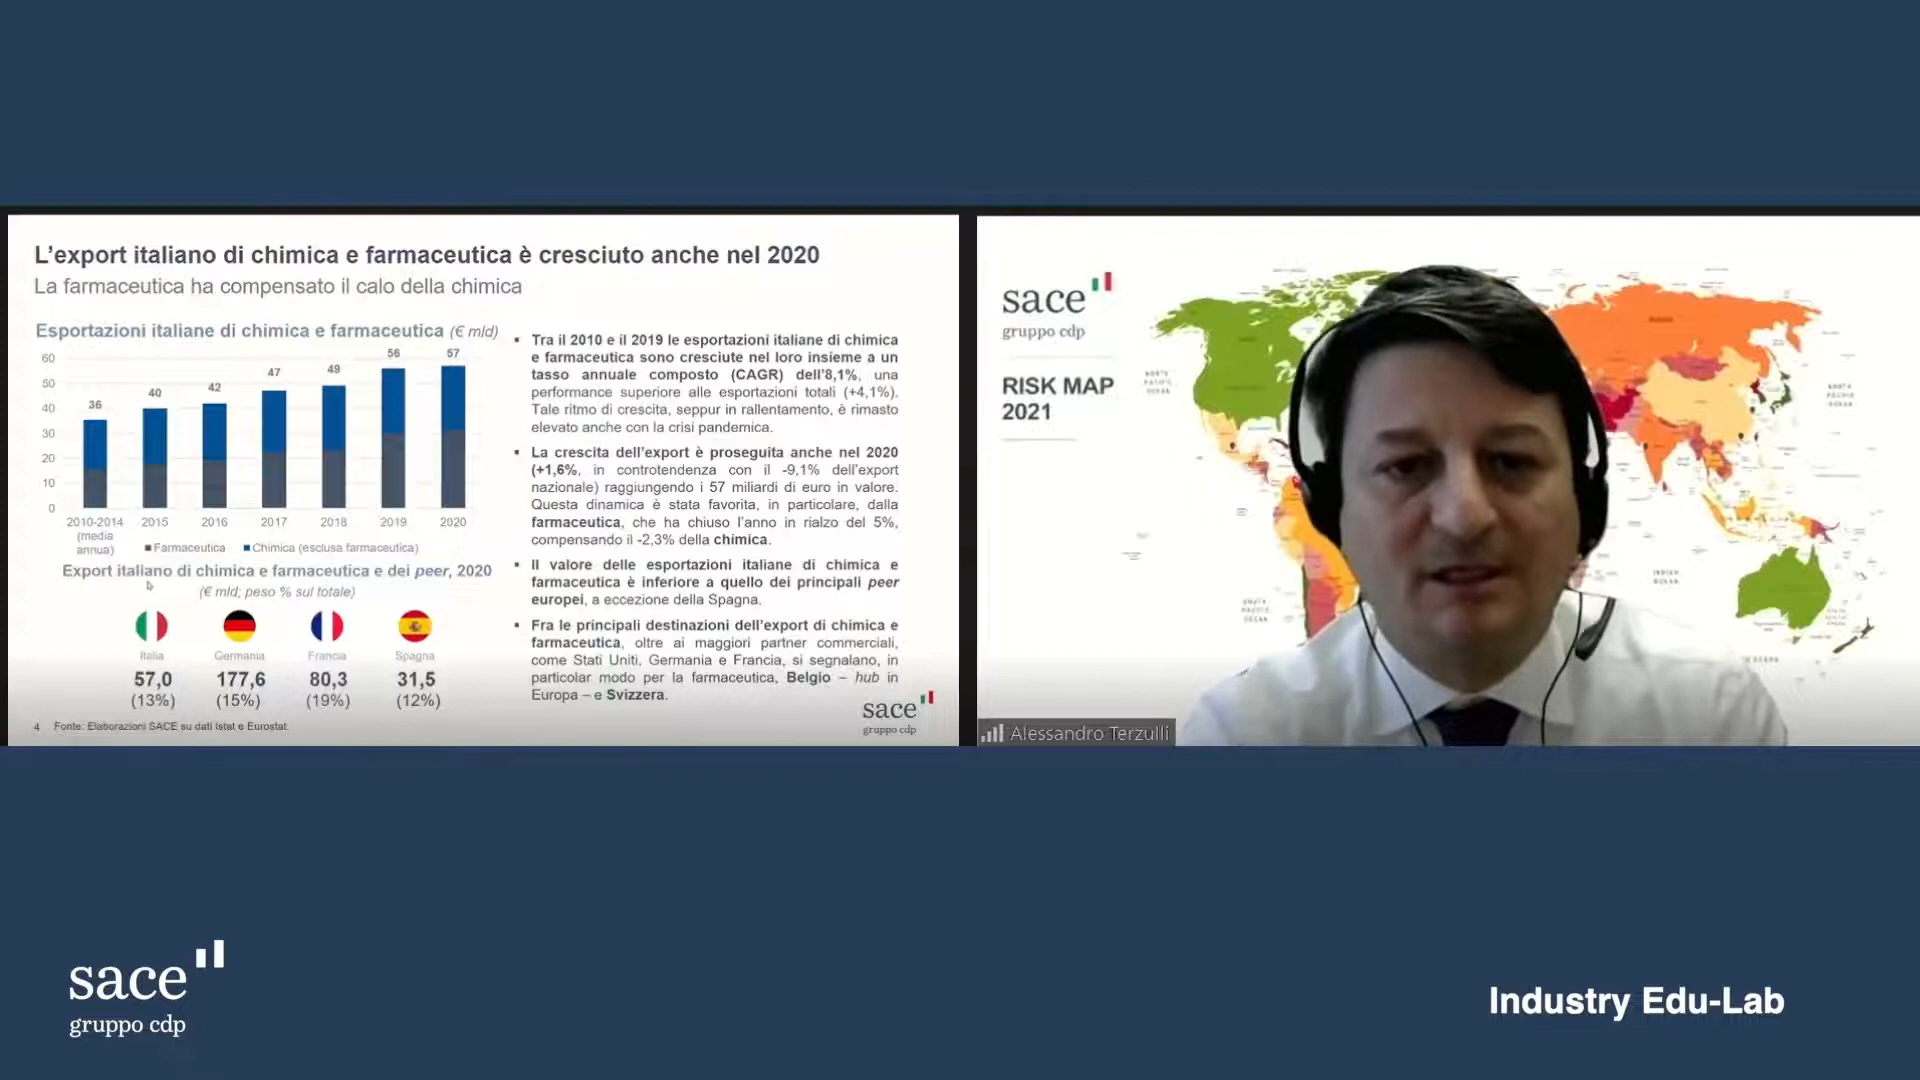 L'export italiano di chimica e farmaceutica è cresciuto anche nel 2020
La farmaceutica ha compensato il calo della chimica
Esportazioni italiane di chimica e farmaceutica (€ mld)
60
50
40
30
20
10
0
36
40
42
47
49
56
57
2010-2014
(media
annua)
2015
2016
2017
2018
2019
2020
Farmaceutica
Chimica (esclusa farmaceutica)
Export italiano di chimica e farmaceutica e dei peer, 2020
(€ mld; peso % sul totale)
Italia
Germania
Francia
Spagna
57,0
177,6
80,3
31,5
(13%)
(15%)
(19%)
(12%)
4 Fonte: Elaborazioni SACE su dati Istat e Eurostat.
▪ Tra il 2010 e il 2019 le esportazioni italiane di chimica
e farmaceutica sono cresciute nel loro insieme a un
tasso annuale composto (CAGR) dell'8,1%, una
performance superiore alle esportazioni totali (+4,1%).
Tale ritmo di crescita, seppur in rallentamento, è rimasto
elevato anche con la crisi pandemica.
▪ La crescita dell'export è proseguita anche nel 2020
(+1,6%, in controtendenza con il -9,1% dell'export
nazionale) raggiungendo i 57 miliardi di euro in valore.
Questa dinamica è stata favorita, in particolare, dalla
farmaceutica, che ha chiuso l'anno in rialzo del 5%,
compensando il -2,3% della chimica.
▪ Il valore delle esportazioni italiane di chimica e
farmaceutica è inferiore a quello dei principali peer
europei, a eccezione della Spagna.
▪ Fra le principali destinazioni dell'export di chimica e
farmaceutica, oltre ai maggiori partner commerciali,
come Stati Uniti, Germania e Francia, si segnalano, in
particolar modo per la farmaceutica, Belgio – hub in
Europa – e Svizzera.
sace
gruppo cdp
sace
gruppo cdp
RISK MAP
2021
NORTH
PACIFIC
OCEAN
INDIAN
OCEAN
SOUTH
PACIFIC
OCEAN
Alessandro Terzulli
sace
gruppo cdp
Industry Edu-Lab